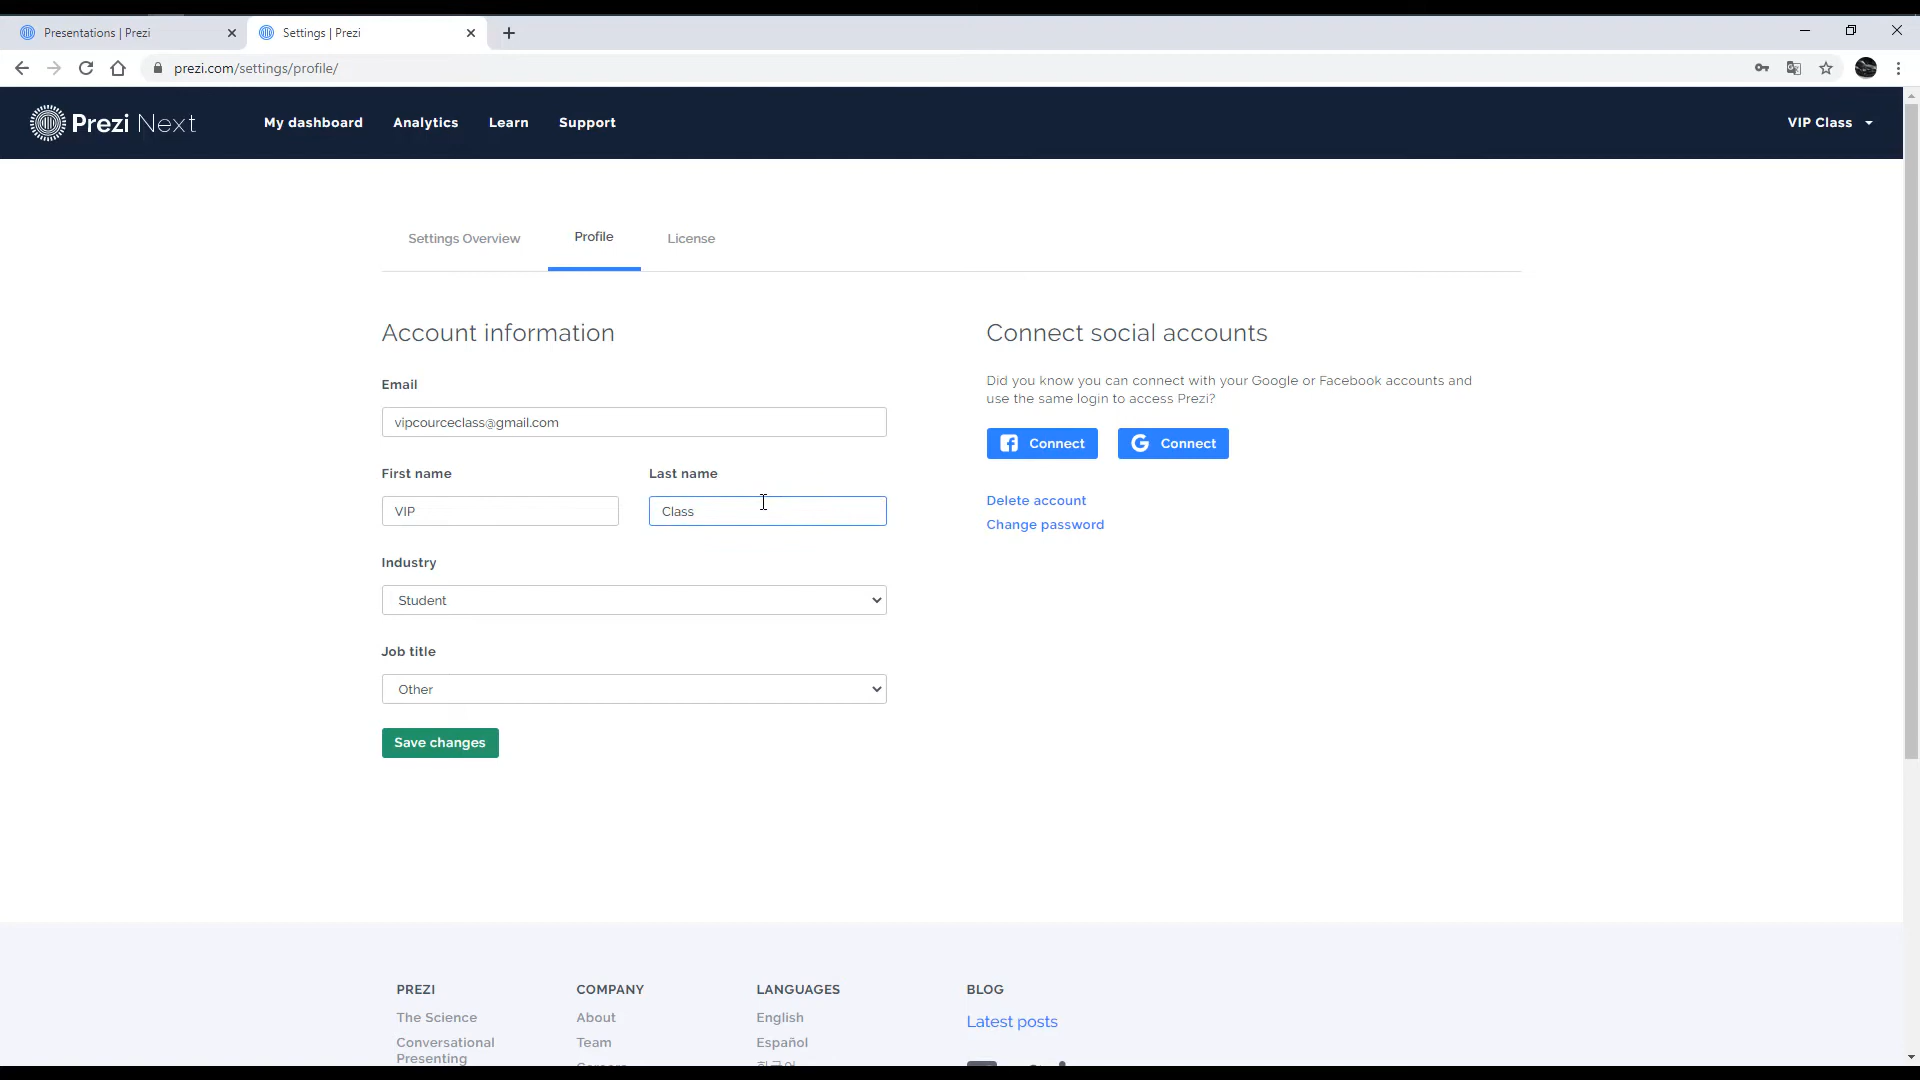 Presentations | Prezi
Settings | Prezi
prezi.com/settings/profile/
Prezi Next
My dashboard
Analytics
Learn
Support
VIP Class
Settings Overview
Profile
License
Account information
Email
vipcourceclass@gmail.com
First name
Last name
VIP
Class
Industry
Student
Job title
Other
Save changes
Connect social accounts
Did you know you can connect with your Google or Facebook accounts and
use the same login to access Prezi?
Connect
Connect
Delete account
Change password
PREZI
The Science
Conversational
Presenting
COMPANY
About
Team
LANGUAGES
English
Español
BLOG
Latest posts